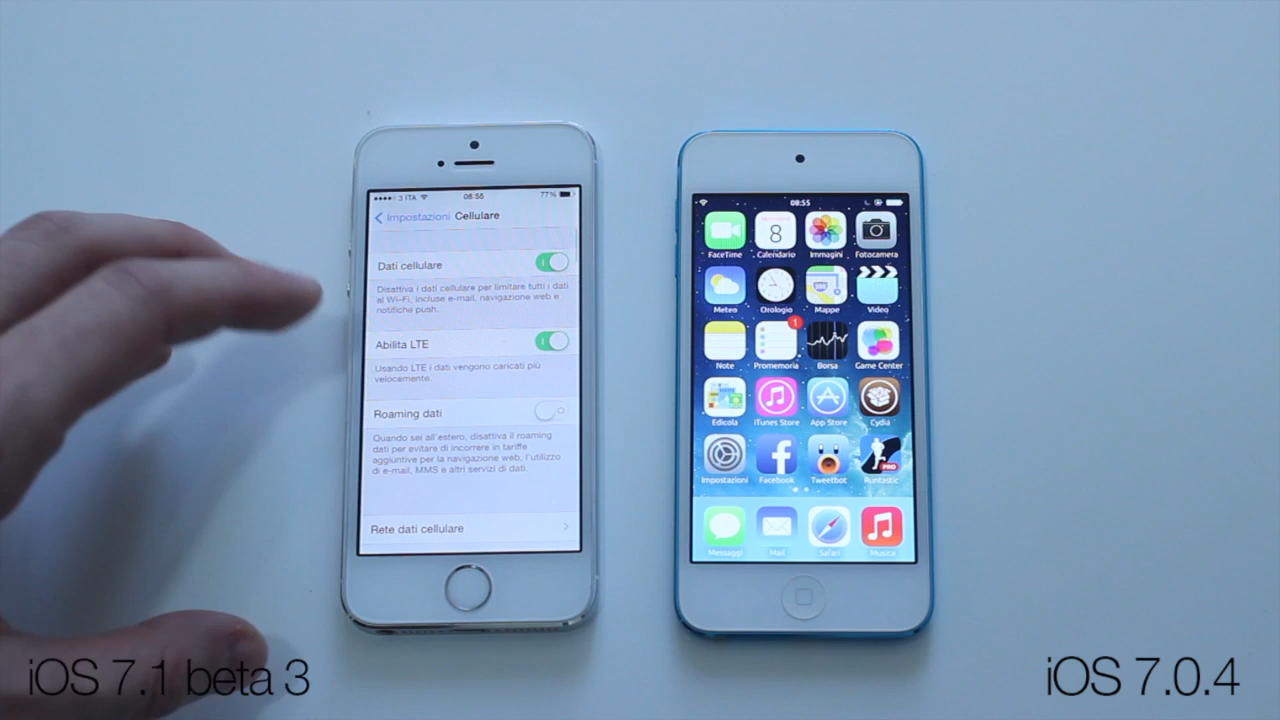 3 ITA
08:55
77%
Impostazioni Cellulare
Dati cellulare
Disattiva i dati cellulare per limitare tutti i dati
al Wi-Fi, incluse e-mail, navigazione web e
notifiche push.
Abilita LTE
Usando LTE i dati vengono caricati più
velocemente.
Roaming dati
Quando sei all'estero, disattiva il roaming
dati per evitare di incorrere in tariffe
aggiuntive per la navigazione web, l'utilizzo
di e-mail, MMS e altri servizi di dati.
Rete dati cellulare
08:55
8
FaceTime Calendario Immagini Fotocamera
Meteo Orologio Mappe Video
1
Note Promemoria Borsa Game Center
Edicola iTunes Store App Store Cydia
PRO
Impostazioni Facebook Tweetbot Runtastic
Messaggi Mail Safari Musica
iOS 7.1 beta 3
iOS 7.0.4